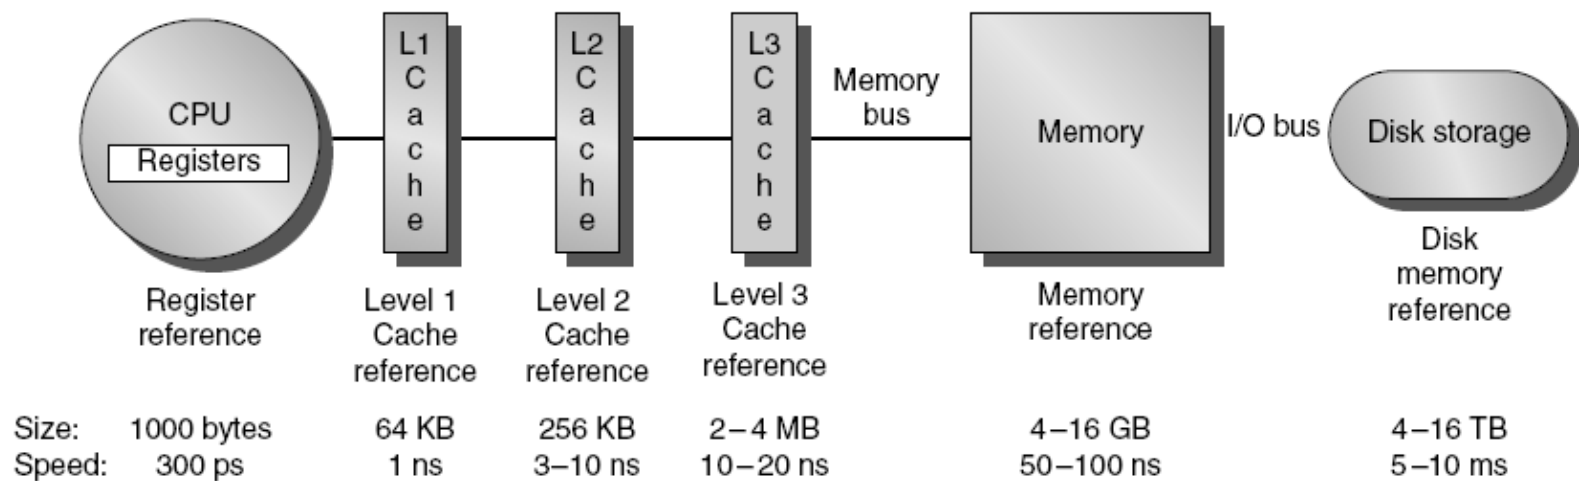 CPU
Registers
L1
C
a
c
h
e
L2
C
a
c
h
e
L3
C
a
c
h
e
Memory
bus
Memory
I/O bus
Disk storage
Register
reference
Level 1
Cache
reference
Level 2
Cache
reference
Level 3
Cache
reference
Memory
reference
Disk
memory
reference
Size: 1000 bytes 64 KB 256 KB 2–4 MB 4–16 GB 4–16 TB
Speed: 300 ps 1 ns 3–10 ns 10–20 ns 50–100 ns 5–10 ms